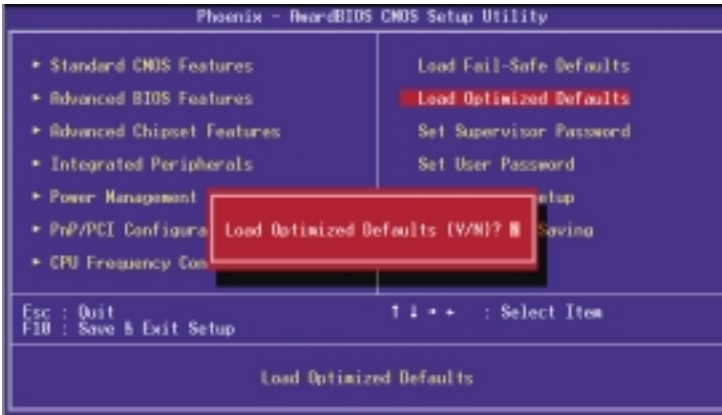 Phoenix - AwardBIOS CMOS Setup Utility
▸ Standard CMOS Features
▸ Advanced BIOS Features
▸ Advanced Chipset Features
▸ Integrated Peripherals
▸ Power Management
▸ PnP/PCI Configura
▸ CPU Frequency Con
Load Fail-Safe Defaults
Load Optimized Defaults
Set Supervisor Password
Set User Password
etup
Saving
Load Optimized Defaults (Y/N)? N
Esc : Quit
F10 : Save & Exit Setup
↑ ↓ → ← : Select Item
Load Optimized Defaults